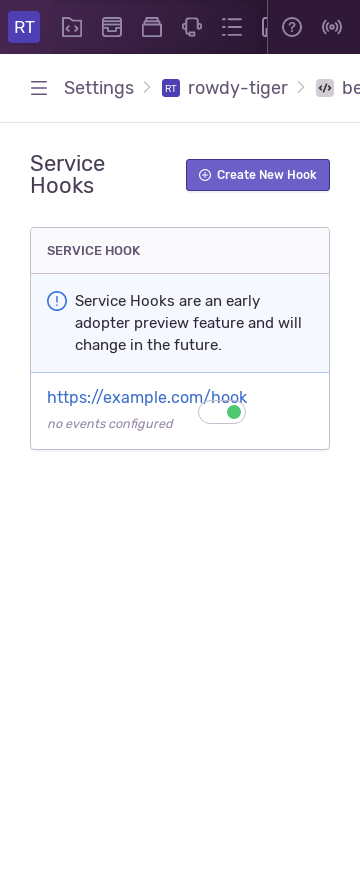 RT
Settings
RT
rowdy-tiger
be
Service
Hooks
Create New Hook
SERVICE HOOK
Service Hooks are an early
adopter preview feature and will
change in the future.
https://example.com/hook
no events configured